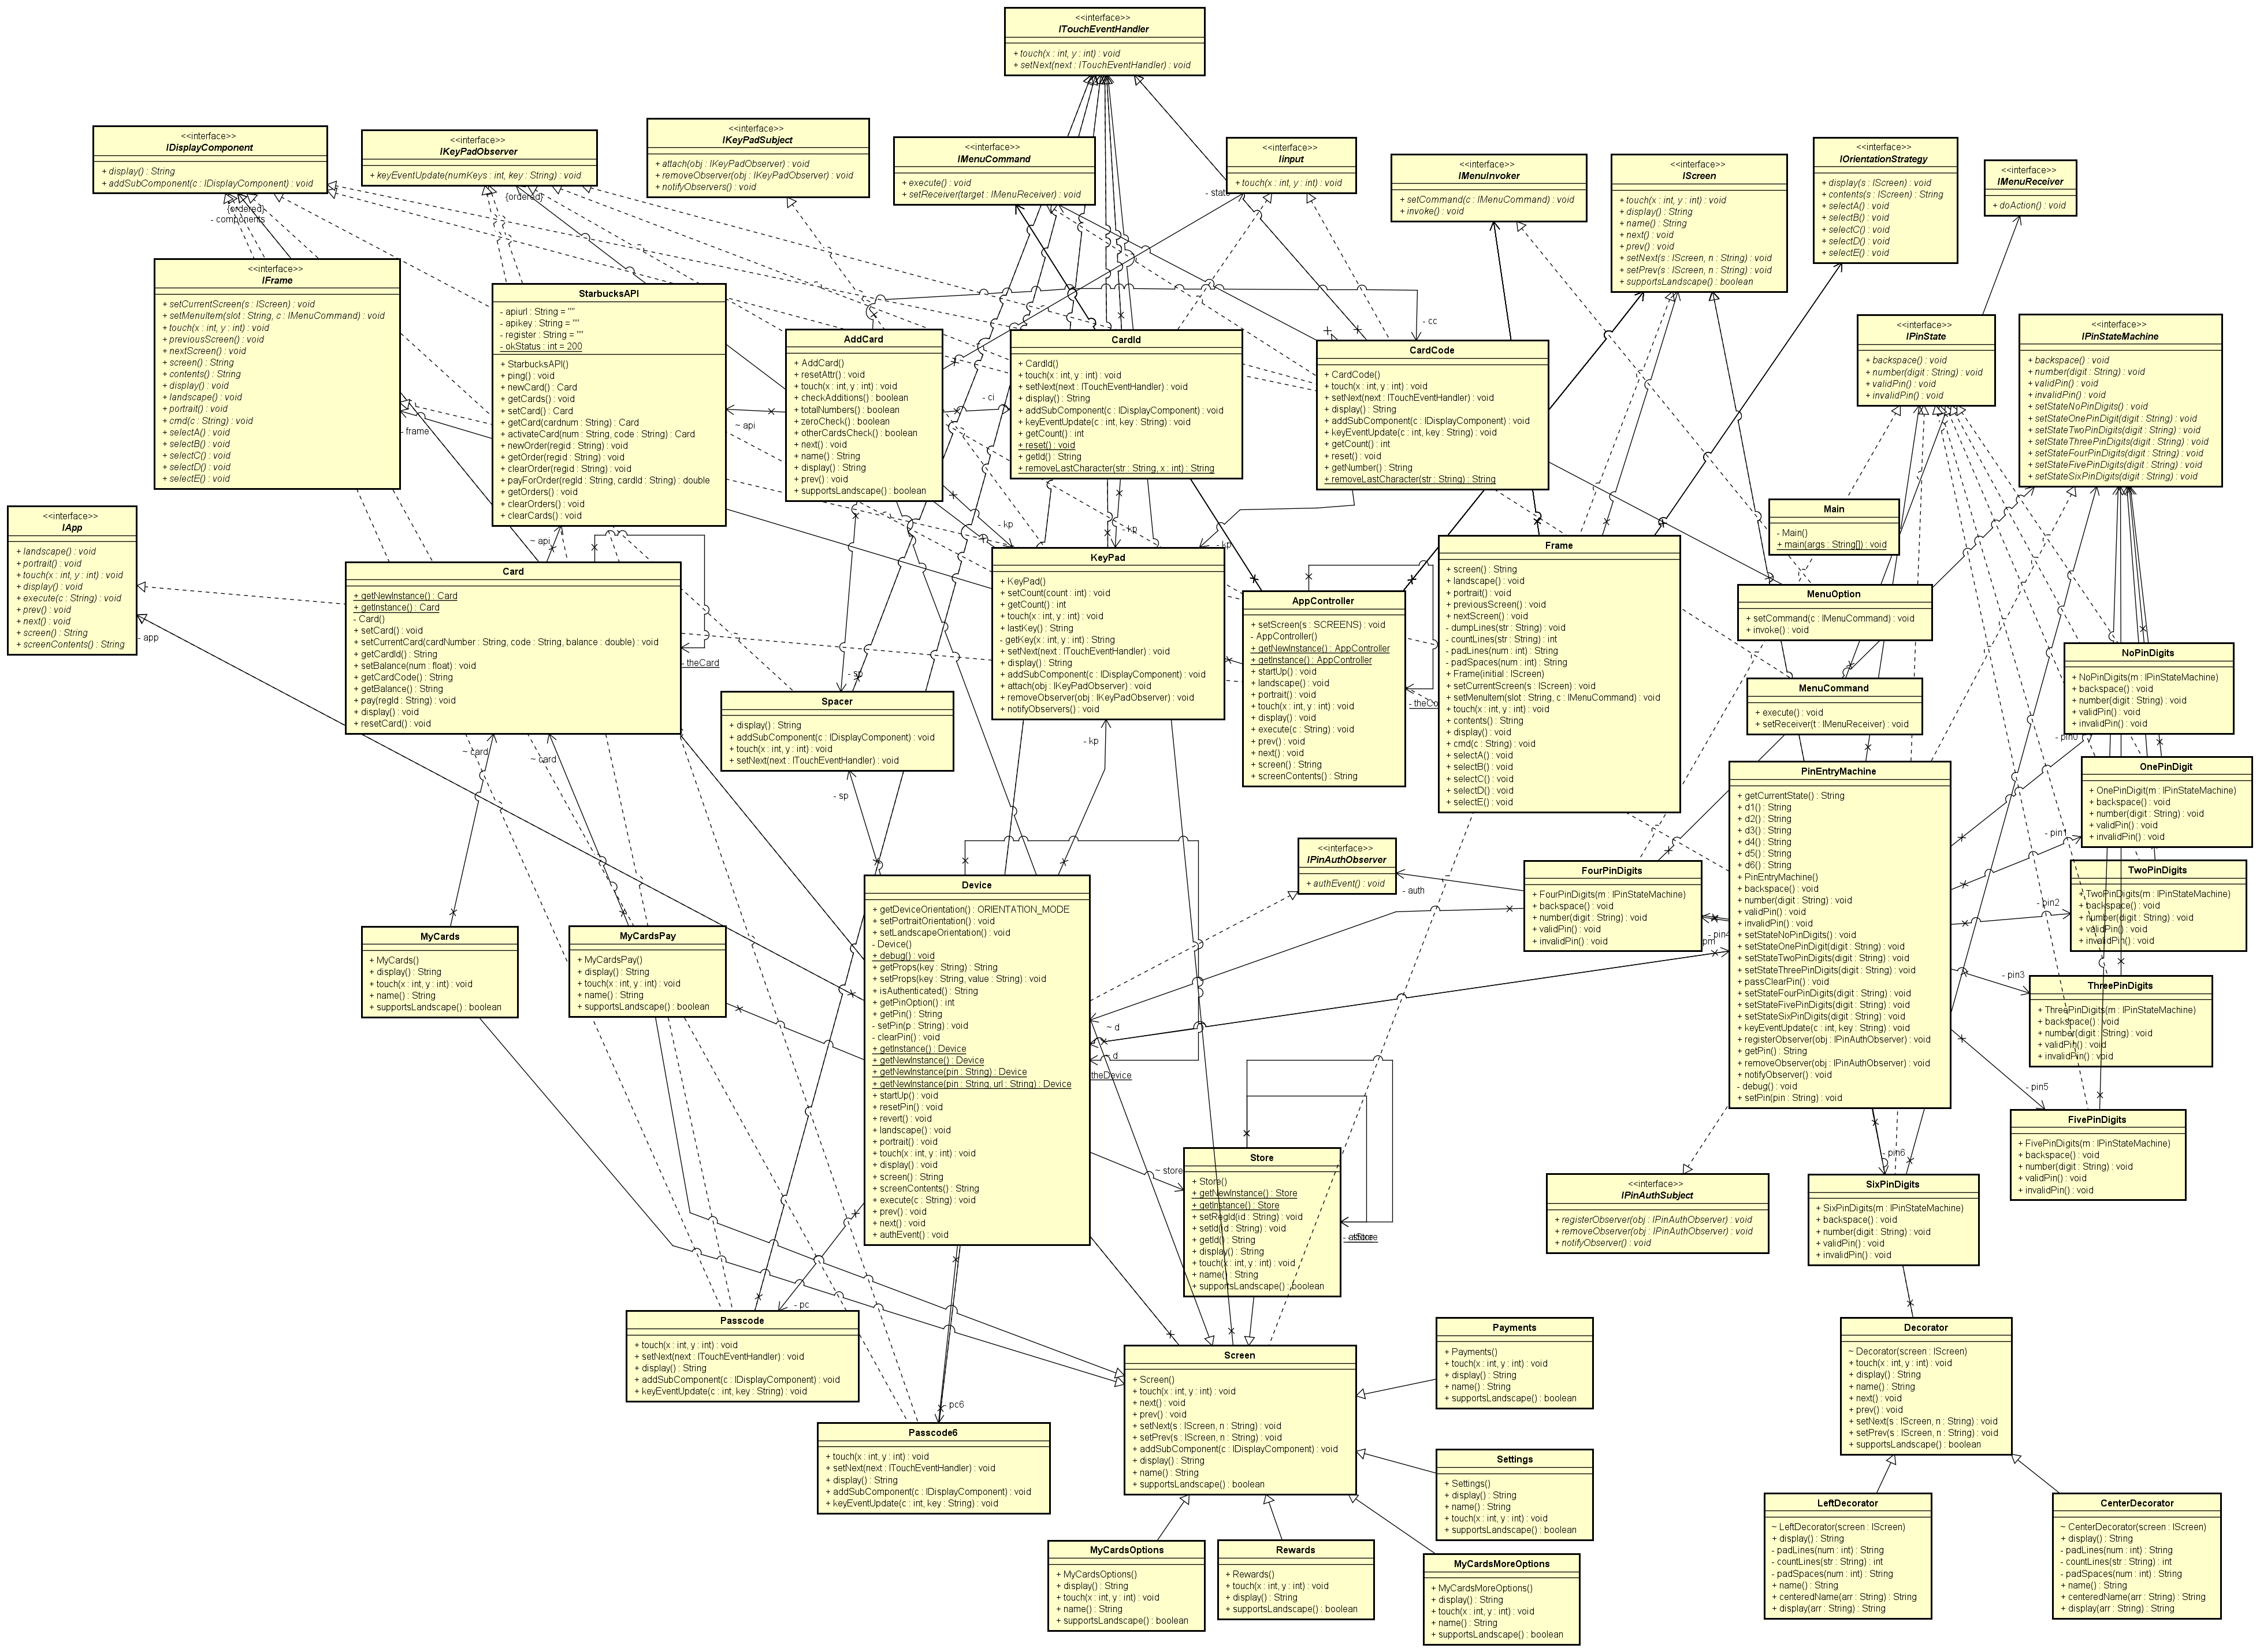 <<interface>>
ITouchEventHandler
+ touch(x : int, y : int) : void
+ setNext(next : ITouchEventHandler) : void
<<interface>>
IDisplayComponent
+ display() : String
+ addSubComponent(c : IDisplayComponent) : void
<<interface>>
IKeyPadObserver
+ keyEventUpdate(numKeys : int, key : String) : void
<<interface>>
IKeyPadSubject
+ attach(obj : IKeyPadObserver) : void
+ removeObserver(obj : IKeyPadObserver) : void
+ notifyObservers() : void
<<interface>>
IMenuCommand
+ execute() : void
+ setReceiver(target : IMenuReceiver) : void
<<interface>>
Iinput
+ touch(x : int, y : int) : void
<<interface>>
IMenuInvoker
+ setCommand(c : IMenuCommand) : void
+ invoke() : void
<<interface>>
IScreen
+ touch(x : int, y : int) : void
+ display() : String
+ name() : String
+ next() : void
+ prev() : void
+ setNext(s : IScreen, n : String) : void
+ setPrev(s : IScreen, n : String) : void
+ supportsLandscape() : boolean
<<interface>>
IOrientationStrategy
+ display(s : IScreen) : void
+ contents(s : IScreen) : String
+ selectA() : void
+ selectB() : void
+ selectC() : void
+ selectD() : void
+ selectE() : void
<<interface>>
IMenuReceiver
+ doAction() : void
{ordered}
- components
{ordered}
<<interface>>
IFrame
+ setCurrentScreen(s : IScreen) : void
+ setMenuItem(slot : String, c : IMenuCommand) : void
+ touch(x : int, y : int) : void
+ previousScreen() : void
+ nextScreen() : void
+ screen() : String
+ contents() : String
+ display() : void
+ landscape() : void
+ portrait() : void
+ cmd(c : String) : void
+ selectA() : void
+ selectB() : void
+ selectC() : void
+ selectD() : void
+ selectE() : void
- frame
StarbucksAPI
- apiurl : String = ""
- apikey : String = ""
- register : String = ""
- okStatus : int = 200
+ StarbucksAPI()
+ ping() : void
+ newCard() : Card
+ getCards() : void
+ setCard() : Card
+ getCard(cardnum : String) : Card
+ activateCard(num : String, code : String) : Card
+ newOrder(regid : String) : void
+ getOrder(regid : String) : void
+ clearOrder(regid : String) : void
+ payForOrder(regId : String, cardId : String) : double
+ getOrders() : void
+ clearOrders() : void
+ clearCards() : void
~ api
~ api
AddCard
+ AddCard()
+ resetAttr() : void
+ touch(x : int, y : int) : void
+ checkAdditions() : boolean
+ totalNumbers() : boolean
+ zeroCheck() : boolean
+ otherCardsCheck() : boolean
+ next() : void
+ name() : String
+ display() : String
+ prev() : void
+ supportsLandscape() : boolean
- ci
- cc
CardId
+ CardId()
+ touch(x : int, y : int) : void
+ setNext(next : ITouchEventHandler) : void
+ display() : String
+ addSubComponent(c : IDisplayComponent) : void
+ keyEventUpdate(c : int, key : String) : void
+ getCount() : int
+ reset() : void
+ getId() : String
+ removeLastCharacter(str : String, x : int) : String
CardCode
+ CardCode()
+ touch(x : int, y : int) : void
+ setNext(next : ITouchEventHandler) : void
+ display() : String
+ addSubComponent(c : IDisplayComponent) : void
+ keyEventUpdate(c : int, key : String) : void
+ getCount() : int
+ reset() : void
+ getNumber() : String
+ removeLastCharacter(str : String) : String
<<interface>>
IPinState
+ backspace() : void
+ number(digit : String) : void
+ validPin() : void
+ invalidPin() : void
<<interface>>
IPinStateMachine
+ backspace() : void
+ number(digit : String) : void
+ validPin() : void
+ invalidPin() : void
+ setStateNoPinDigits() : void
+ setStateOnePinDigit(digit : String) : void
+ setStateTwoPinDigits(digit : String) : void
+ setStateThreePinDigits(digit : String) : void
+ setStateFourPinDigits(digit : String) : void
+ setStateFivePinDigits(digit : String) : void
+ setStateSixPinDigits(digit : String) : void
<<interface>>
IApp
+ landscape() : void
+ portrait() : void
+ touch(x : int, y : int) : void
+ display() : void
+ execute(c : String) : void
+ prev() : void
+ next() : void
+ screen() : String
+ screenContents() : String
- app
Main
- Main()
+ main(args : String[]) : void
Card
+ getNewInstance() : Card
+ getInstance() : Card
- Card()
+ setCard() : void
+ setCurrentCard(cardNumber : String, code : String, balance : double) : void
+ getCardId() : String
+ setBalance(num : float) : void
+ getCardCode() : String
+ getBalance() : String
+ pay(regId : String) : void
+ display() : void
+ resetCard() : void
- theCard
~ card
~ card
- kp
- kp
- kp
- kp
KeyPad
+ KeyPad()
+ setCount(count : int) : void
+ getCount() : int
+ touch(x : int, y : int) : void
+ lastKey() : String
- getKey(x : int, y : int) : String
+ setNext(next : ITouchEventHandler) : void
+ display() : String
+ addSubComponent(c : IDisplayComponent) : void
+ attach(obj : IKeyPadObserver) : void
+ removeObserver(obj : IKeyPadObserver) : void
+ notifyObservers() : void
AppController
+ setScreen(s : SCREENS) : void
- AppController()
+ getNewInstance() : AppController
+ getInstance() : AppController
+ startUp() : void
+ landscape() : void
+ portrait() : void
+ touch(x : int, y : int) : void
+ display() : void
+ execute(c : String) : void
+ prev() : void
+ next() : void
+ screen() : String
+ screenContents() : String
Frame
+ screen() : String
+ landscape() : void
+ portrait() : void
+ previousScreen() : void
+ nextScreen() : void
- dumpLines(str : String) : void
- countLines(str : String) : int
- padLines(num : int) : String
- padSpaces(num : int) : String
+ Frame(initial : IScreen)
+ setCurrentScreen(s : IScreen) : void
+ setMenuItem(slot : String, c : IMenuCommand) : void
+ touch(x : int, y : int) : void
+ contents() : String
+ display() : void
+ cmd(c : String) : void
+ selectA() : void
+ selectB() : void
+ selectC() : void
+ selectD() : void
+ selectE() : void
MenuOption
+ setCommand(c : IMenuCommand) : void
+ invoke() : void
MenuCommand
+ execute() : void
+ setReceiver(t : IMenuReceiver) : void
NoPinDigits
+ NoPinDigits(m : IPinStateMachine)
+ backspace() : void
+ number(digit : String) : void
+ validPin() : void
+ invalidPin() : void
- pin0
- sp
Spacer
+ display() : String
+ addSubComponent(c : IDisplayComponent) : void
+ touch(x : int, y : int) : void
+ setNext(next : ITouchEventHandler) : void
- sp
PinEntryMachine
+ getCurrentState() : String
+ d1() : String
+ d2() : String
+ d3() : String
+ d4() : String
+ d5() : String
+ d6() : String
+ PinEntryMachine()
+ backspace() : void
+ number(digit : String) : void
+ validPin() : void
+ invalidPin() : void
+ setStateNoPinDigits() : void
+ setStateOnePinDigit(digit : String) : void
+ setStateTwoPinDigits(digit : String) : void
+ setStateThreePinDigits(digit : String) : void
+ passClearPin() : void
+ setStateFourPinDigits(digit : String) : void
+ setStateFivePinDigits(digit : String) : void
+ setStateSixPinDigits(digit : String) : void
+ keyEventUpdate(c : int, key : String) : void
+ registerObserver(obj : IPinAuthObserver) : void
+ getPin() : String
+ removeObserver(obj : IPinAuthObserver) : void
+ notifyObserver() : void
- debug() : void
+ setPin(pin : String) : void
OnePinDigit
+ OnePinDigit(m : IPinStateMachine)
+ backspace() : void
+ number(digit : String) : void
+ validPin() : void
+ invalidPin() : void
- pin1
TwoPinDigits
+ TwoPinDigits(m : IPinStateMachine)
+ backspace() : void
+ number(digit : String) : void
+ validPin() : void
+ invalidPin() : void
- pin2
- pin3
ThreePinDigits
+ ThreePinDigits(m : IPinStateMachine)
+ backspace() : void
+ number(digit : String) : void
+ validPin() : void
+ invalidPin() : void
<<interface>>
IPinAuthObserver
+ authEvent() : void
- auth
FourPinDigits
+ FourPinDigits(m : IPinStateMachine)
+ backspace() : void
+ number(digit : String) : void
+ validPin() : void
+ invalidPin() : void
- pin4
pm
MyCards
+ MyCards()
+ display() : String
+ touch(x : int, y : int) : void
+ name() : String
+ supportsLandscape() : boolean
MyCardsPay
+ MyCardsPay()
+ display() : String
+ touch(x : int, y : int) : void
+ name() : String
+ supportsLandscape() : boolean
Device
+ getDeviceOrientation() : ORIENTATION_MODE
+ setPortraitOrientation() : void
+ setLandscapeOrientation() : void
- Device()
+ debug() : void
+ getProps(key : String) : String
+ setProps(key : String, value : String) : void
+ isAuthenticated() : String
+ getPinOption() : int
+ getPin() : String
- setPin(p : String) : void
- clearPin() : void
+ getInstance() : Device
+ getNewInstance() : Device
+ getNewInstance(pin : String) : Device
+ getNewInstance(pin : String, url : String) : Device
+ startUp() : void
+ resetPin() : void
+ revert() : void
+ landscape() : void
+ portrait() : void
+ touch(x : int, y : int) : void
+ display() : void
+ screen() : String
+ screenContents() : String
+ execute(c : String) : void
+ prev() : void
+ next() : void
+ authEvent() : void
~ d
- d
theDevice
~ store
Store
+ Store()
+ getNewInstance() : Store
+ getInstance() : Store
+ setRegId(id : String) : void
+ setId(id : String) : void
+ getId() : String
+ display() : String
+ touch(x : int, y : int) : void
+ name() : String
+ supportsLandscape() : boolean
- pin5
FivePinDigits
+ FivePinDigits(m : IPinStateMachine)
+ backspace() : void
+ number(digit : String) : void
+ validPin() : void
+ invalidPin() : void
- pin6
<<interface>>
IPinAuthSubject
+ registerObserver(obj : IPinAuthObserver) : void
+ removeObserver(obj : IPinAuthObserver) : void
+ notifyObserver() : void
SixPinDigits
+ SixPinDigits(m : IPinStateMachine)
+ backspace() : void
+ number(digit : String) : void
+ validPin() : void
+ invalidPin() : void
- pc
Passcode
+ touch(x : int, y : int) : void
+ setNext(next : ITouchEventHandler) : void
+ display() : String
+ addSubComponent(c : IDisplayComponent) : void
+ keyEventUpdate(c : int, key : String) : void
- pc6
Passcode6
+ touch(x : int, y : int) : void
+ setNext(next : ITouchEventHandler) : void
+ display() : String
+ addSubComponent(c : IDisplayComponent) : void
+ keyEventUpdate(c : int, key : String) : void
Screen
+ Screen()
+ touch(x : int, y : int) : void
+ next() : void
+ prev() : void
+ setNext(s : IScreen, n : String) : void
+ setPrev(s : IScreen, n : String) : void
+ addSubComponent(c : IDisplayComponent) : void
+ display() : String
+ name() : String
+ supportsLandscape() : boolean
Payments
+ Payments()
+ touch(x : int, y : int) : void
+ display() : String
+ name() : String
+ supportsLandscape() : boolean
Settings
+ Settings()
+ display() : String
+ name() : String
+ touch(x : int, y : int) : void
+ supportsLandscape() : boolean
Decorator
~ Decorator(screen : IScreen)
+ touch(x : int, y : int) : void
+ display() : String
+ name() : String
+ next() : void
+ prev() : void
+ setNext(s : IScreen, n : String) : void
+ setPrev(s : IScreen, n : String) : void
+ supportsLandscape() : boolean
MyCardsOptions
+ MyCardsOptions()
+ display() : String
+ touch(x : int, y : int) : void
+ name() : String
+ supportsLandscape() : boolean
Rewards
+ Rewards()
+ touch(x : int, y : int) : void
+ display() : String
+ supportsLandscape() : boolean
MyCardsMoreOptions
+ MyCardsMoreOptions()
+ display() : String
+ touch(x : int, y : int) : void
+ name() : String
+ supportsLandscape() : boolean
LeftDecorator
~ LeftDecorator(screen : IScreen)
+ display() : String
- padLines(num : int) : String
- countLines(str : String) : int
- padSpaces(num : int) : String
+ name() : String
+ centeredName(arr : String) : String
+ display(arr : String) : String
CenterDecorator
~ CenterDecorator(screen : IScreen)
+ display() : String
- padLines(num : int) : String
- countLines(str : String) : int
- padSpaces(num : int) : String
+ name() : String
+ centeredName(arr : String) : String
+ display(arr : String) : String